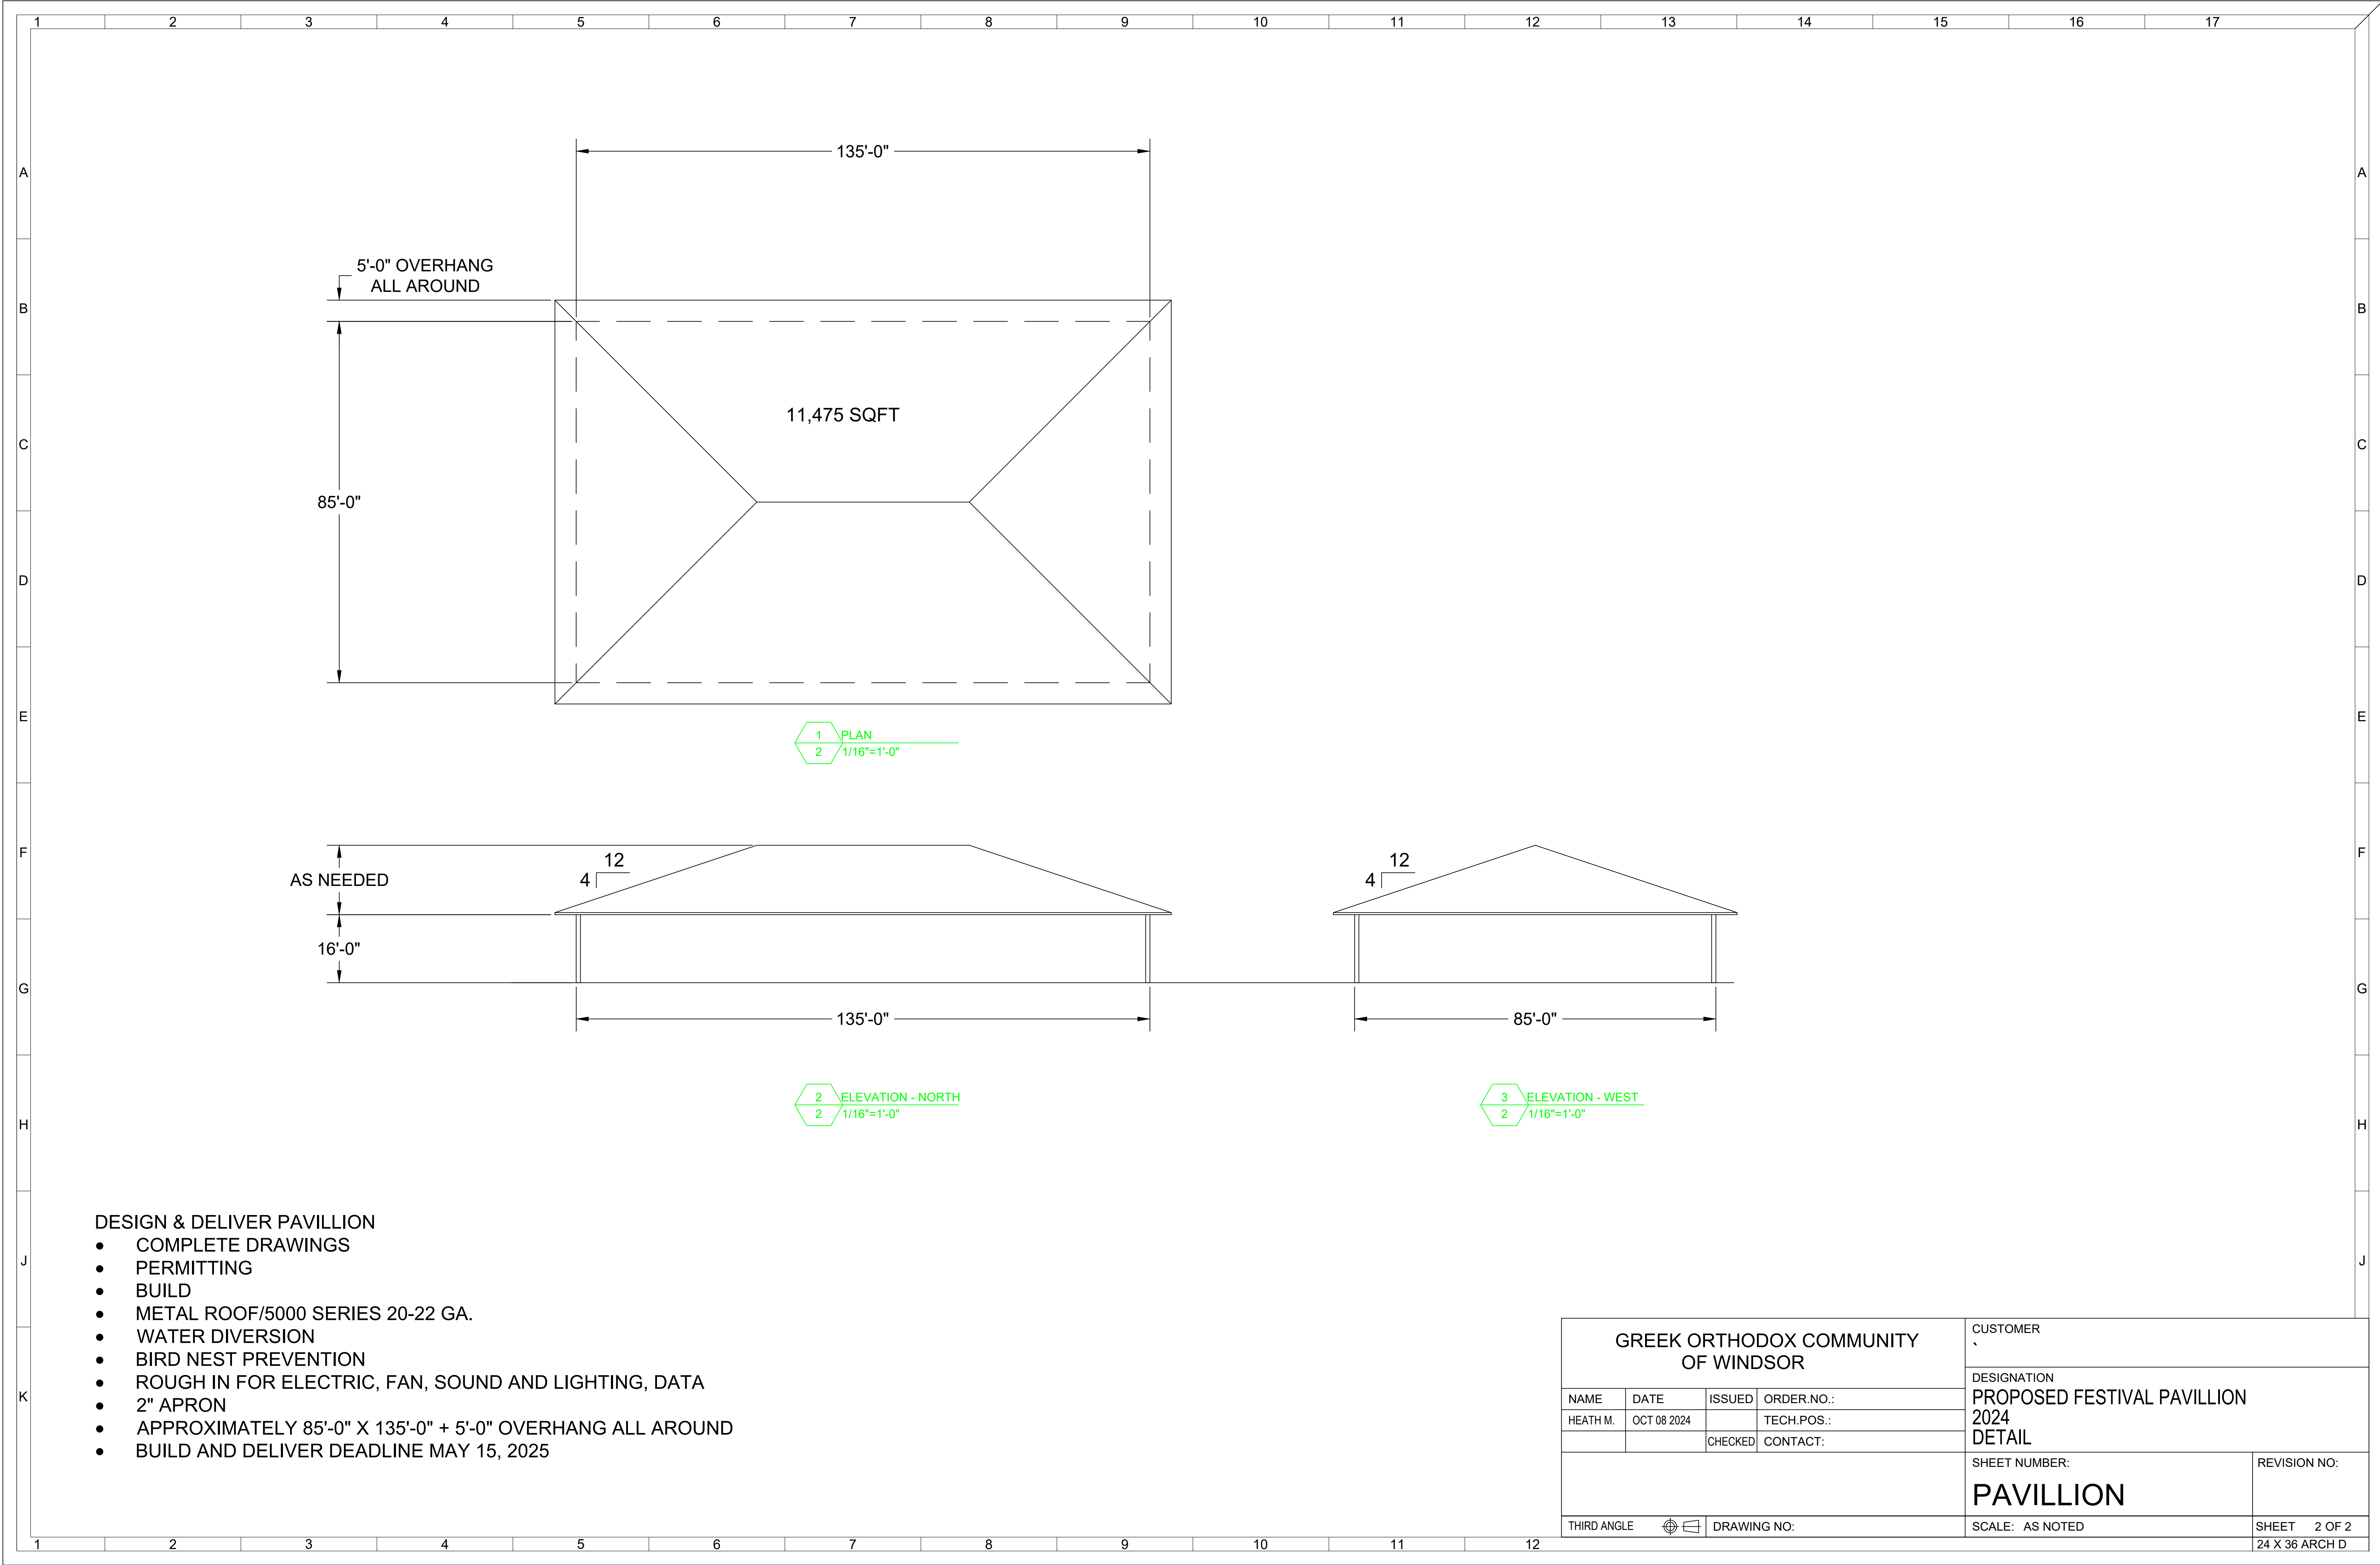 1 2 3 4 5 6 7 8 9 10 11 12 13 14 15 16 17
135'-0"
A A
5'-0" OVERHANG
ALL AROUND
B B
11,475 SQFT
C C
85'-0"
D D
E E
1 PLAN
2 1/16"=1'-0"
F F
12 12
4 4
AS NEEDED
16'-0"
G G
135'-0" 85'-0"
2 ELEVATION - NORTH
2 1/16"=1'-0"
3 ELEVATION - WEST
2 1/16"=1'-0"
H H
DESIGN & DELIVER PAVILLION
● COMPLETE DRAWINGS
● PERMITTING
● BUILD
● METAL ROOF/5000 SERIES 20-22 GA.
● WATER DIVERSION
● BIRD NEST PREVENTION
● ROUGH IN FOR ELECTRIC, FAN, SOUND AND LIGHTING, DATA
● 2" APRON
● APPROXIMATELY 85'-0" X 135'-0" + 5'-0" OVERHANG ALL AROUND
● BUILD AND DELIVER DEADLINE MAY 15, 2025
J J
K
GREEK ORTHODOX COMMUNITY
OF WINDSOR
NAME DATE ISSUED ORDER.NO.:
HEATH M. OCT 08 2024 TECH.POS.:
CHECKED CONTACT:
THIRD ANGLE DRAWING NO:
CUSTOMER
`
DESIGNATION
PROPOSED FESTIVAL PAVILLION
2024
DETAIL
SHEET NUMBER: REVISION NO:
PAVILLION
SCALE: AS NOTED SHEET 2 OF 2
24 X 36 ARCH D
1 2 3 4 5 6 7 8 9 10 11 12